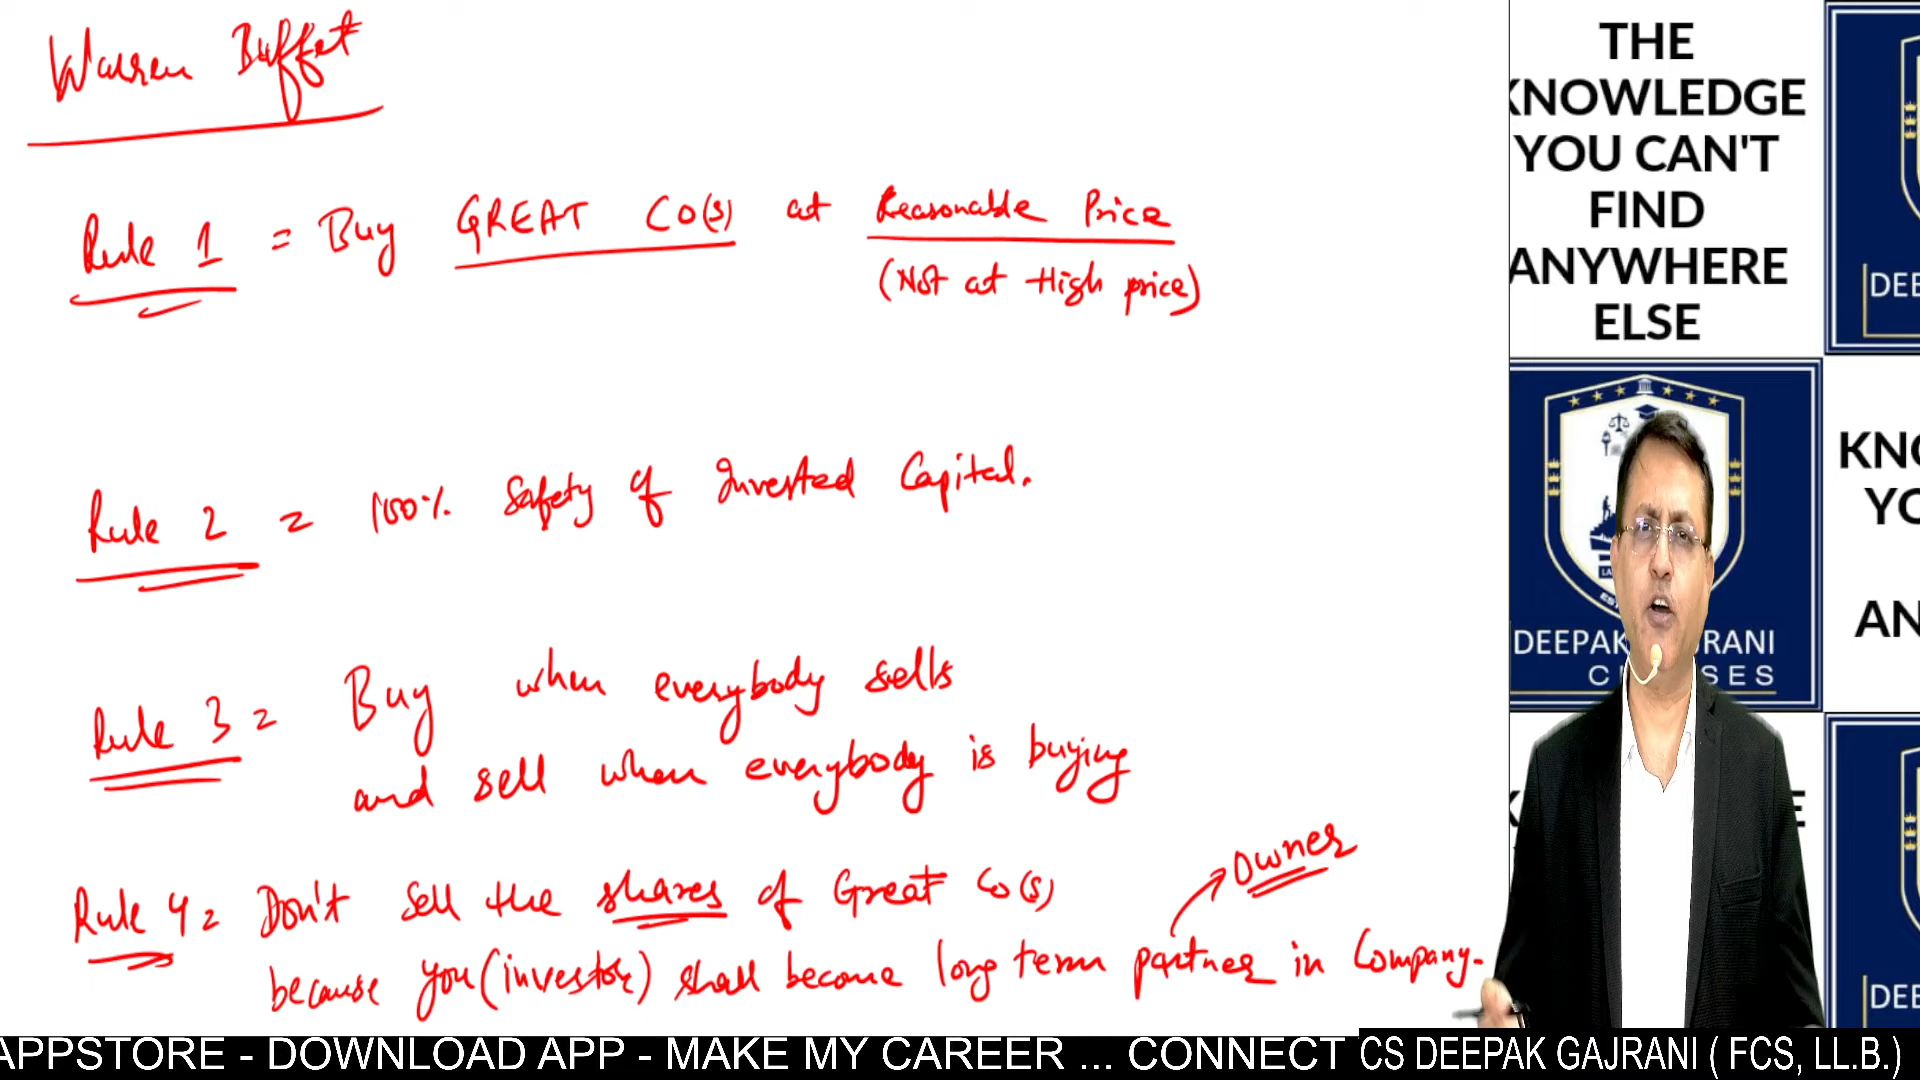 Warren Buffet
Rule 1 = Buy GREAT CO(s) at Reasonable Price
(Not at High price)
Rule 2 = 100% Safety of Invested Capital.
Rule 3 = Buy when everybody sells
and sell when everybody is buying
Rule 4 = Don't sell the shares of Great Co(s)
because you (investor) shall become long term partner in Company.
Owner
THE
KNOWLEDGE
YOU CAN'T
FIND
ANYWHERE
ELSE
DEE
KNO
YO
AN
DEEPAK RANI
C SES
E
DEE
APPSTORE - DOWNLOAD APP - MAKE MY CAREER ... CONNECT
CS DEEPAK GAJRANI ( FCS, LL.B.)